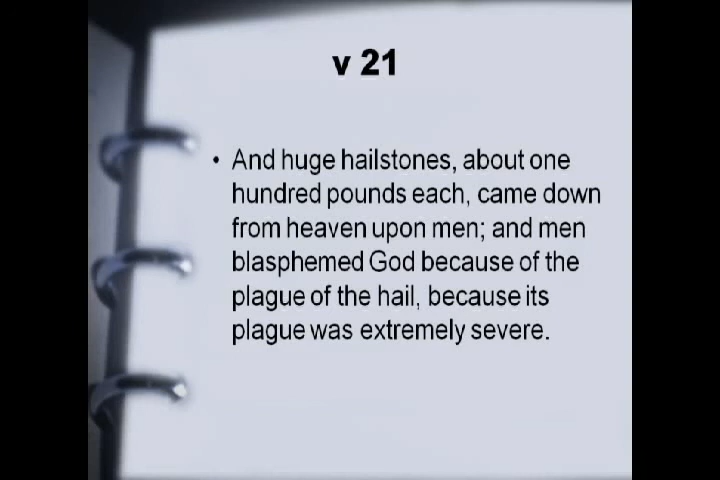 v 21
• And huge hailstones, about one
hundred pounds each, came down
from heaven upon men; and men
blasphemed God because of the
plague of the hail, because its
plague was extremely severe.